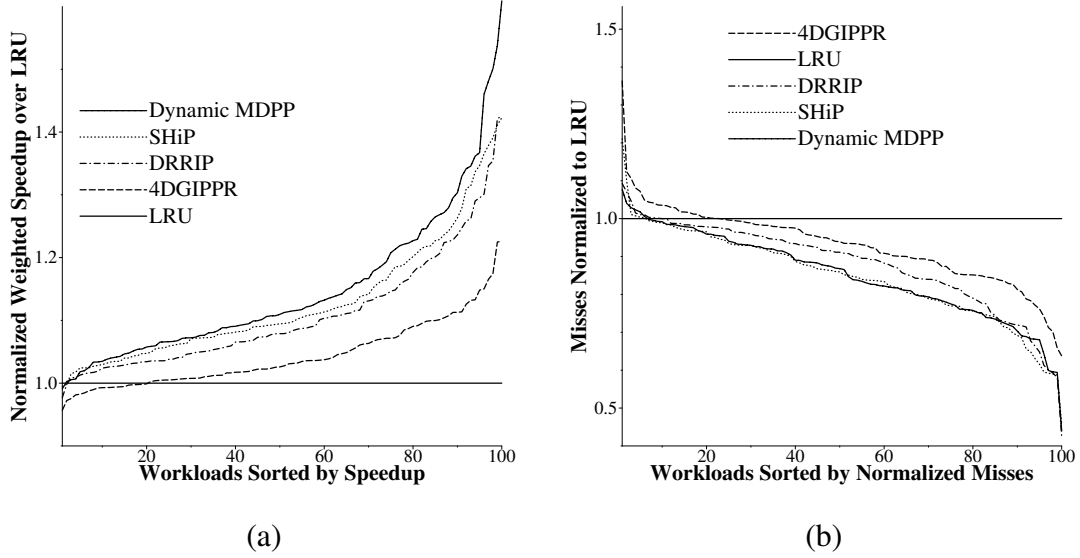 Normalized Weighted Speedup over LRU
1.4
1.2
1.0
Dynamic MDPP
SHiP
DRRIP
4DGIPPR
LRU
20
40
60
80
100
Workloads Sorted by Speedup
(a)
Misses Normalized to LRU
1.5
1.0
0.5
4DGIPPR
LRU
DRRIP
SHiP
Dynamic MDPP
20
40
60
80
100
Workloads Sorted by Normalized Misses
(b)